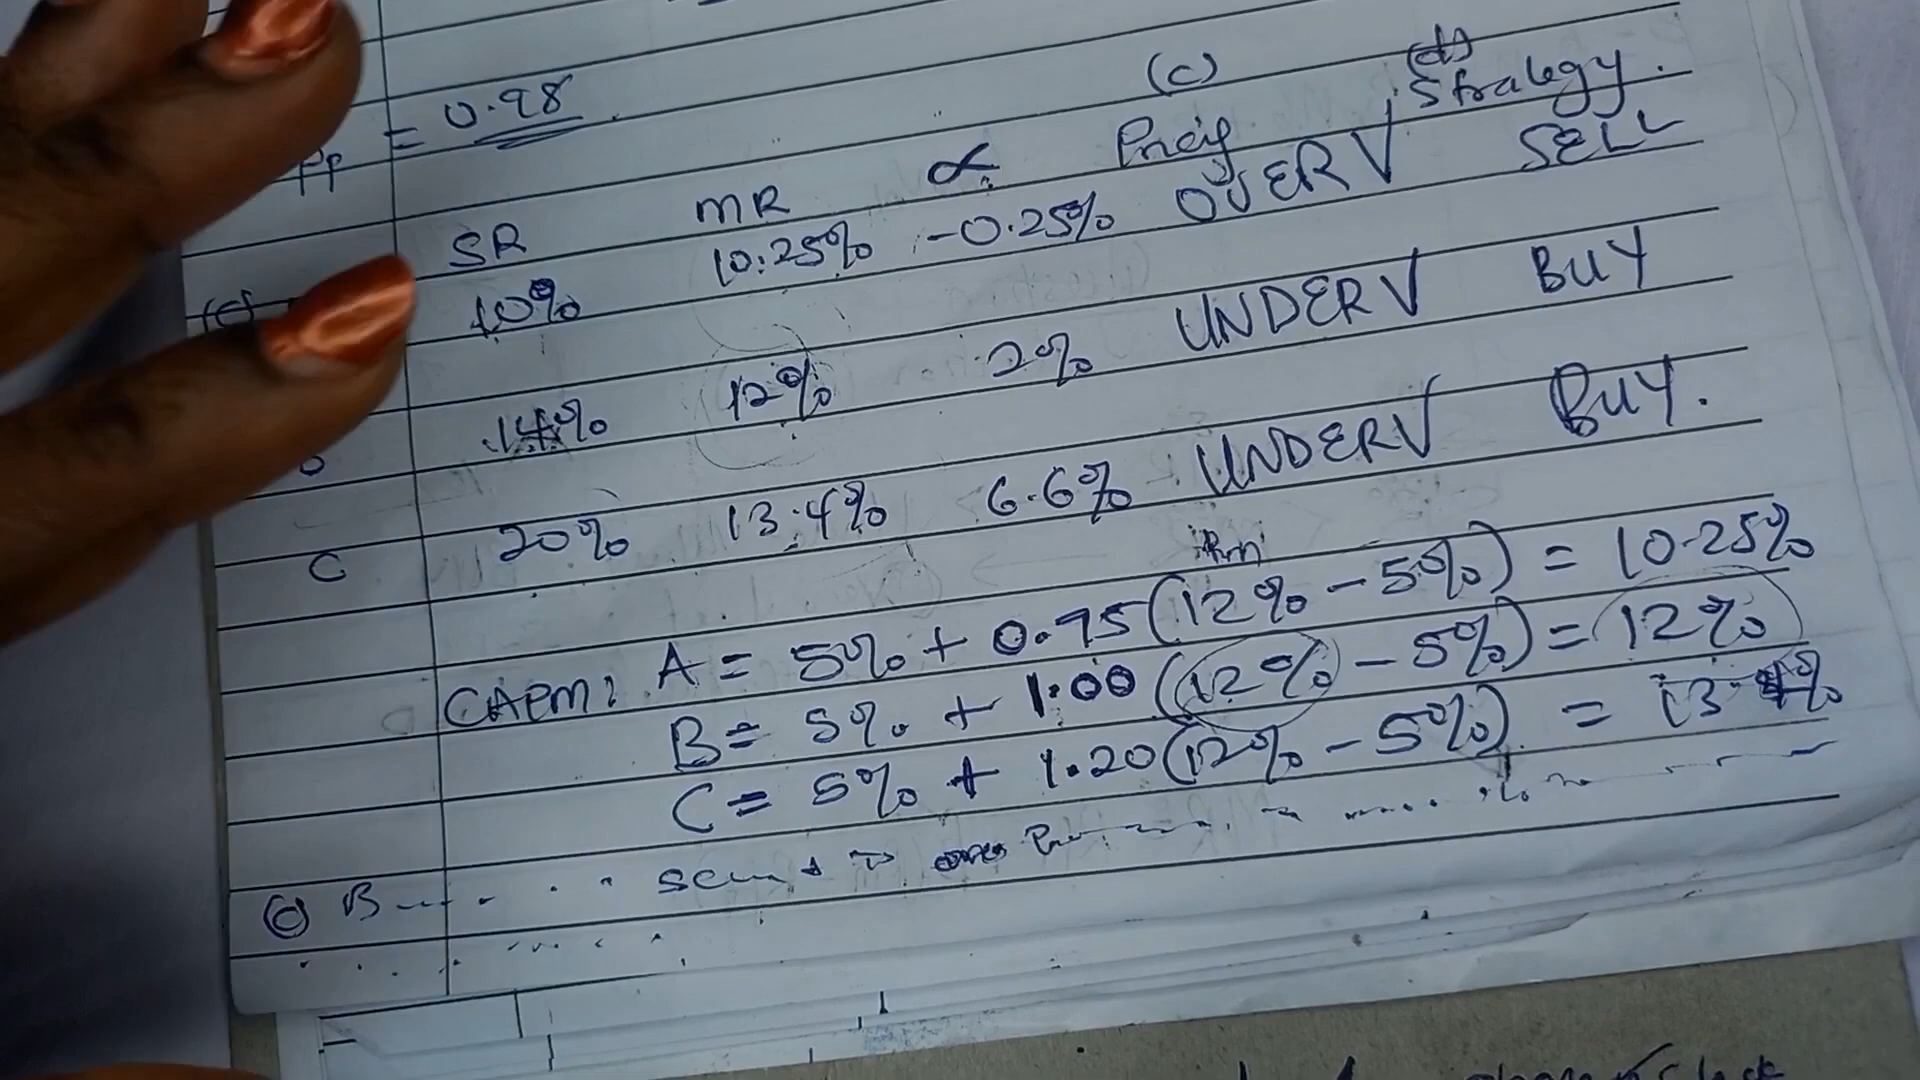 = 0.98
(c) (d)
SR MR α Pricing Strategy.
10% 10.25% -0.25% OVERV SELL
14% 12% 2% UNDERV BUY
C 20% 13.4% 6.6% UNDERV BUY.
Rm
CAPM: A = 5% + 0.75(12% - 5%) = 10.25%
B = 5% + 1.00(12% - 5%) = 12%
C = 5% + 1.20(12% - 5%) = 13.4%
B